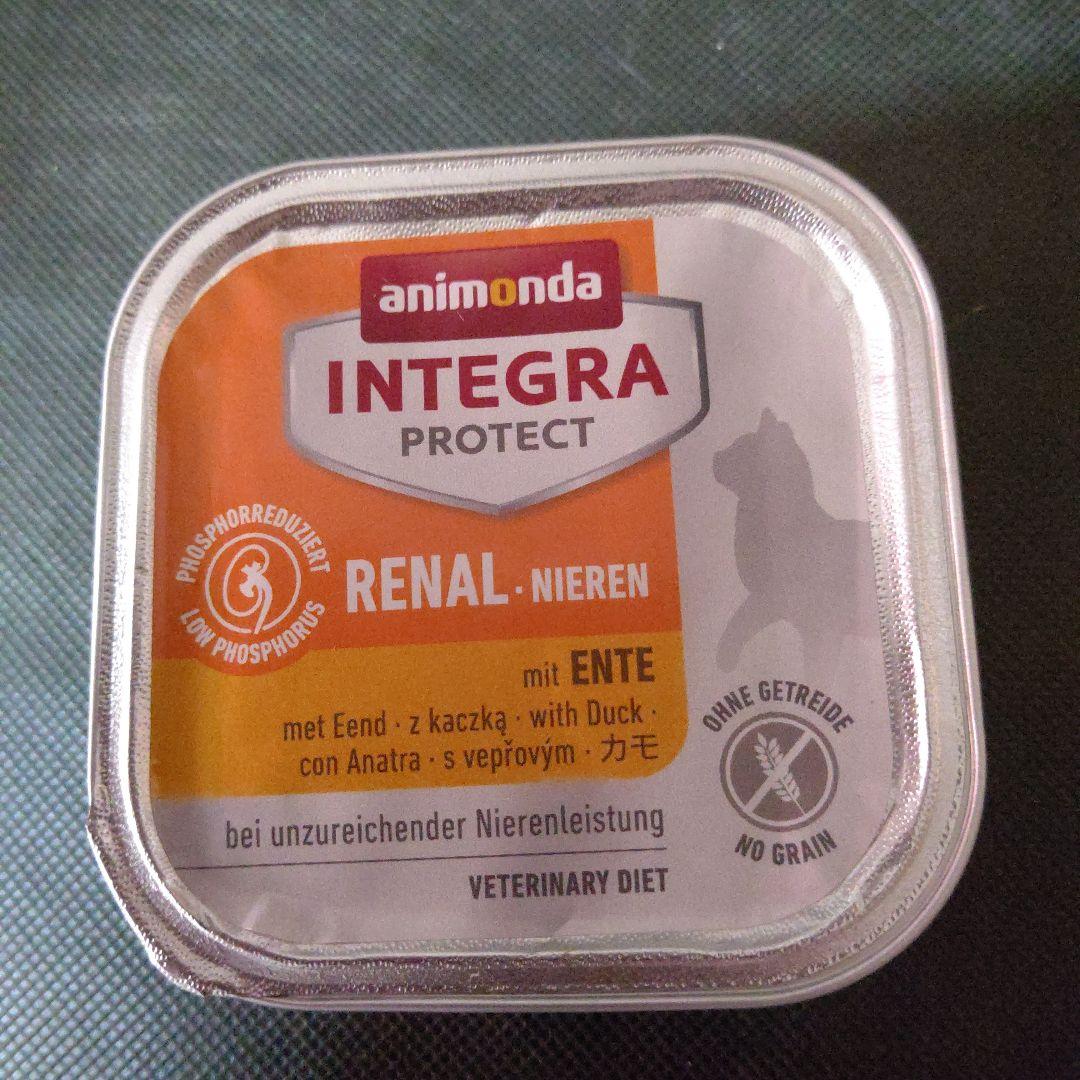 animonda
INTEGRA
PROTECT
PHOSPHORREDUZIERT
LOW PHOSPHORUS
RENAL · NIEREN
mit ENTE
met Eend · z kaczką · with Duck ·
con Anatra · s vepřovým · カモ
OHNE GETREIDE
NO GRAIN
bei unzureichender Nierenleistung
VETERINARY DIET